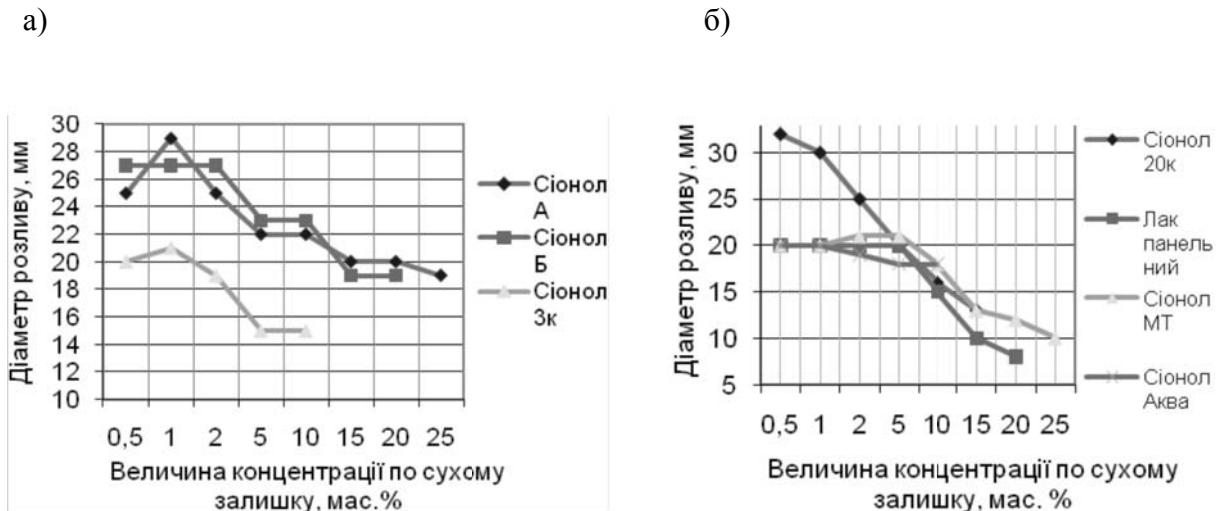 а)
б)
Діаметр розливу, мм
30
28
26
24
22
20
18
16
14
12
10
0,5 1 2 5 10 15 20 25
Величина концентрації по сухому
залишку, мас.%
Сіонол
А
Сіонол
Б
Сіонол
3к
Діаметр розливу, мм
30
25
20
15
10
5
0,5 1 2 5 10 15 20 25
Величина концентрації по сухому
залишку, мас.%
Сіонол
20к
Лак
панель
ний
Сіонол
МТ
Сіонол
Аква